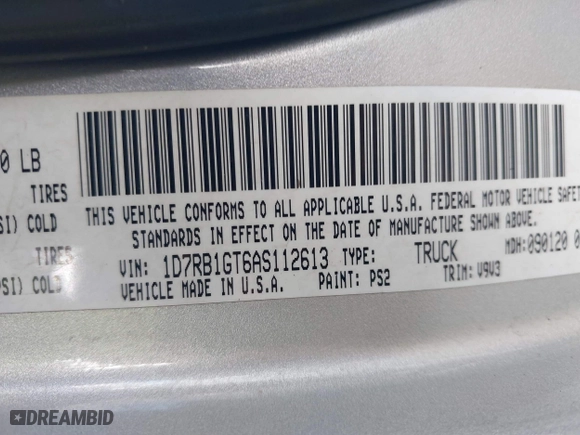 0 LB
TIRES
SI) COLD
TIRES
PSI) COLD
THIS VEHICLE CONFORMS TO ALL APPLICABLE U.S.A. FEDERAL MOTOR VEHICLE SAFET
STANDARDS IN EFFECT ON THE DATE OF MANUFACTURE SHOWN ABOVE.
VIN: 1D7RB1GT6AS112613 TYPE: TRUCK MDH: 090120 0
VEHICLE MADE IN U.S.A. PAINT: PS2 TRIM: V9V3
DREAMBID